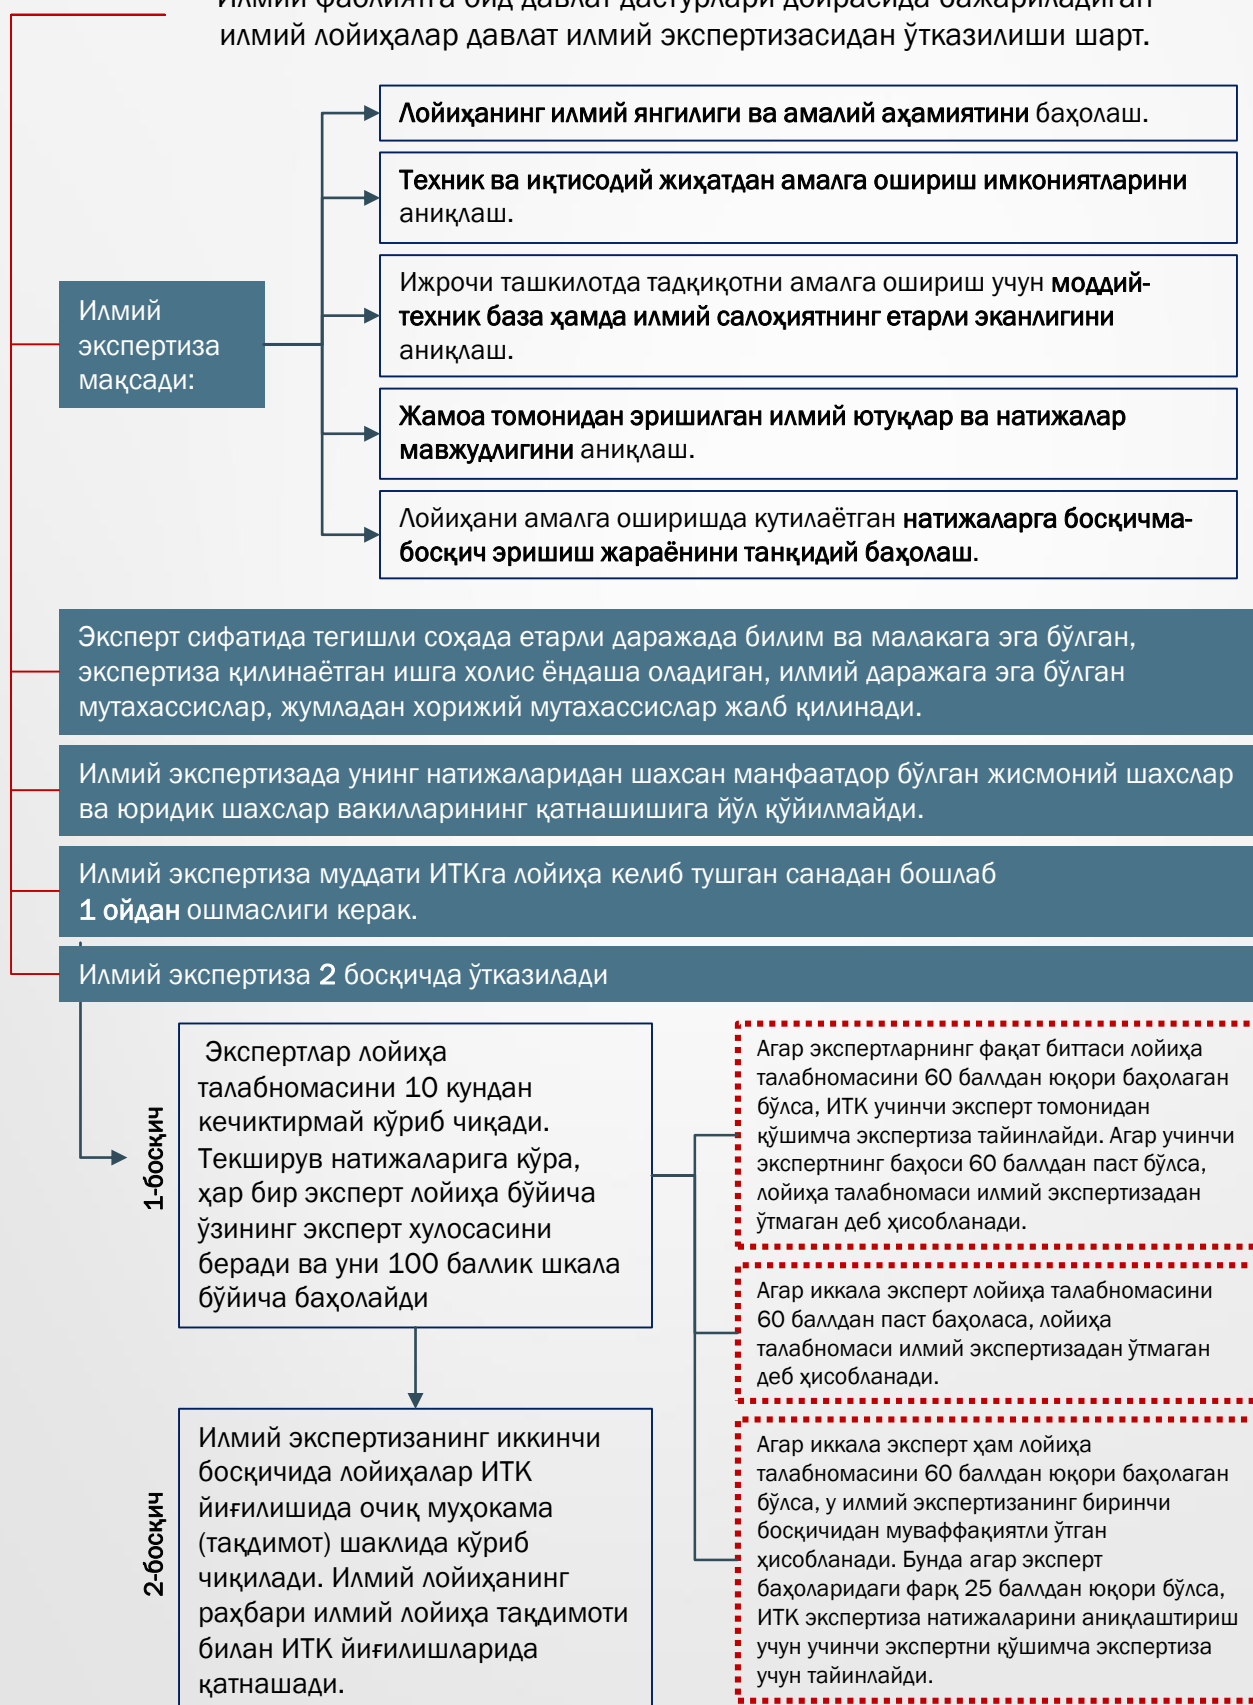 Илмий фаолиятга оид давлат дастурлари доирасида бажариладиган
илмий лойиҳалар давлат илмий экспертизасидан ўтказилиши шарт.
Илмий
экспертиза
мақсади:
Лойиҳанинг илмий янгилиги ва амалий аҳамиятини баҳолаш.
Техник ва иқтисодий жиҳатдан амалга ошириш имкониятларини
аниқлаш.
Ижрочи ташкилотда тадқиқотни амалга ошириш учун моддий-
техник база ҳамда илмий салоҳиятнинг етарли эканлигини
аниқлаш.
Жамоа томонидан эришилган илмий ютуқлар ва натижалар
мавжудлигини аниқлаш.
Лойиҳани амалга оширишда кутилаётган натижаларга босқичма-
босқич эришиш жараёнини танқидий баҳолаш.
Эксперт сифатида тегишли соҳада етарли даражада билим ва малакага эга бўлган,
экспертиза қилинаётган ишга холис ёндаша оладиган, илмий даражага эга бўлган
мутахассислар, жумладан хорижий мутахассислар жалб қилинади.
Илмий экспертизада унинг натижаларидан шахсан манфаатдор бўлган жисмоний шахслар
ва юридик шахслар вакилларининг қатнашишига йўл қўйилмайди.
Илмий экспертиза муддати ИТКга лойиҳа келиб тушган санадан бошлаб
1 ойдан ошмаслиги керак.
Илмий экспертиза 2 босқичда ўтказилади
1-босқич
Экспертлар лойиҳа
талабномасини 10 кундан
кечиктирмай кўриб чиқади.
Текширув натижаларига кўра,
ҳар бир эксперт лойиҳа бўйича
ўзининг эксперт хулосасини
беради ва уни 100 баллик шкала
бўйича баҳолайди
Агар экспертларнинг фақат биттаси лойиҳа
талабномасини 60 баллдан юқори баҳолаган
бўлса, ИТК учинчи эксперт томонидан
қўшимча экспертиза тайинлайди. Агар учинчи
экспертнинг баҳоси 60 баллдан паст бўлса,
лойиҳа талабномаси илмий экспертизадан
ўтмаган деб ҳисобланади.
Агар иккала эксперт лойиҳа талабномасини
60 баллдан паст баҳоласа, лойиҳа
талабномаси илмий экспертизадан ўтмаган
деб ҳисобланади.
Агар иккала эксперт ҳам лойиҳа
талабномасини 60 баллдан юқори баҳолаган
бўлса, у илмий экспертизанинг биринчи
босқичидан муваффақиятли ўтган
ҳисобланади. Бунда агар эксперт
баҳоларидаги фарқ 25 баллдан юқори бўлса,
ИТК экспертиза натижаларини аниқлаштириш
учун учинчи экспертни қўшимча экспертиза
учун тайинлайди.
2-босқич
Илмий экспертизанинг иккинчи
босқичида лойиҳалар ИТК
йиғилишида очиқ муҳокама
(тақдимот) шаклида кўриб
чиқилади. Илмий лойиҳанинг
раҳбари илмий лойиҳа тақдимоти
билан ИТК йиғилишларида
қатнашади.